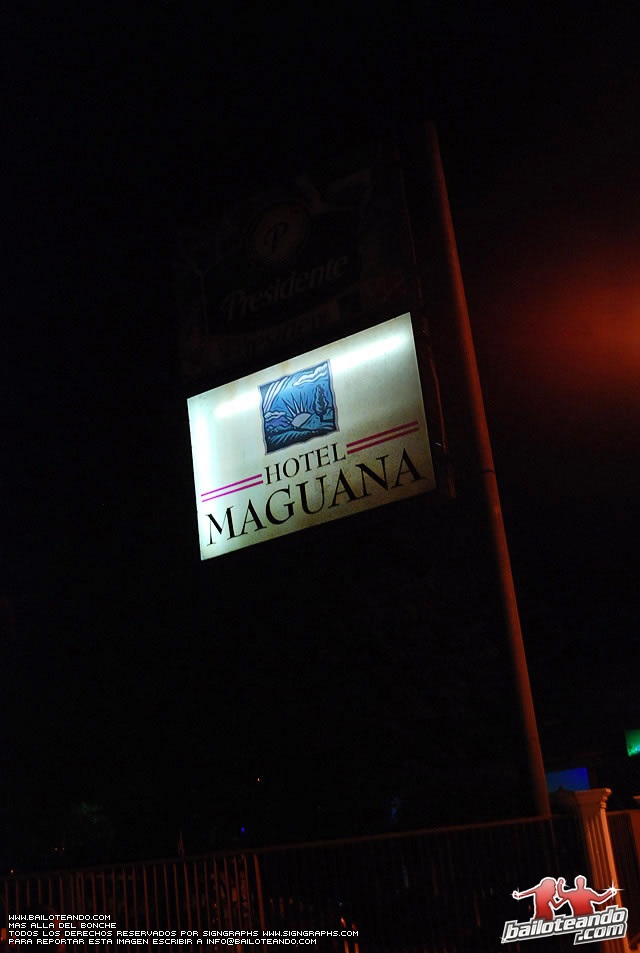 P
Presidente
HOTEL
MAGUANA
WWW.BAILOTEANDO.COM
MAS ALLA DEL BONCHE
TODOS LOS DERECHOS RESERVADOS POR SIGNGRAPHS WWW.SIGNGRAPHS.COM
PARA REPORTAR ESTA IMAGEN ESCRIBIR A INFO@BAILOTEANDO.COM
bailoteando
.com